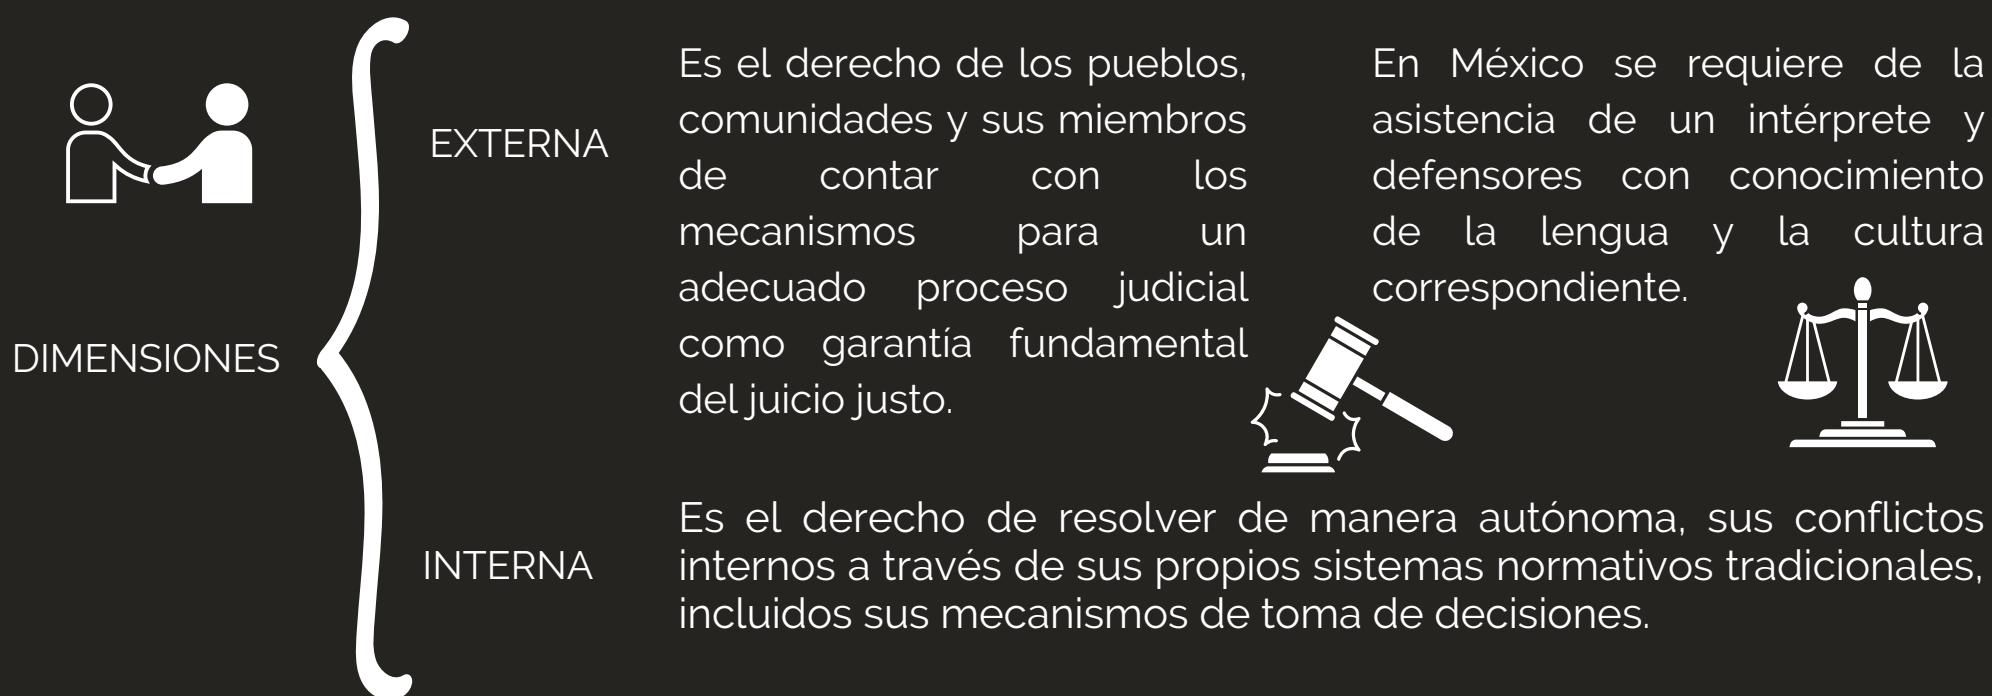 DIMENSIONES
EXTERNA
Es el derecho de los pueblos,
comunidades y sus miembros
de contar con los
mecanismos para un
adecuado proceso judicial
como garantía fundamental
del juicio justo.
En México se requiere de la
asistencia de un intérprete y
defensores con conocimiento
de la lengua y la cultura
correspondiente.
INTERNA
Es el derecho de resolver de manera autónoma, sus conflictos
internos a través de sus propios sistemas normativos tradicionales,
incluidos sus mecanismos de toma de decisiones.